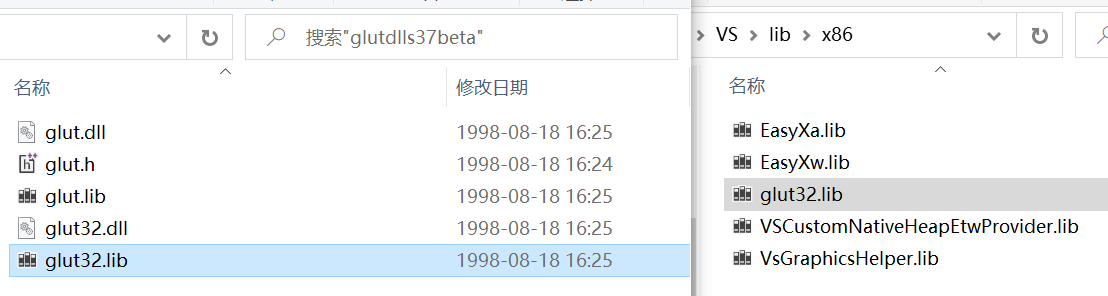 搜索"glutdlls37beta"
名称 修改日期
glut.dll 1998-08-18 16:25
glut.h 1998-08-18 16:24
glut.lib 1998-08-18 16:25
glut32.dll 1998-08-18 16:25
glut32.lib 1998-08-18 16:25
VS lib x86
名称
EasyXa.lib
EasyXw.lib
glut32.lib
VSCustomNativeHeapEtwProvider.lib
VsGraphicsHelper.lib